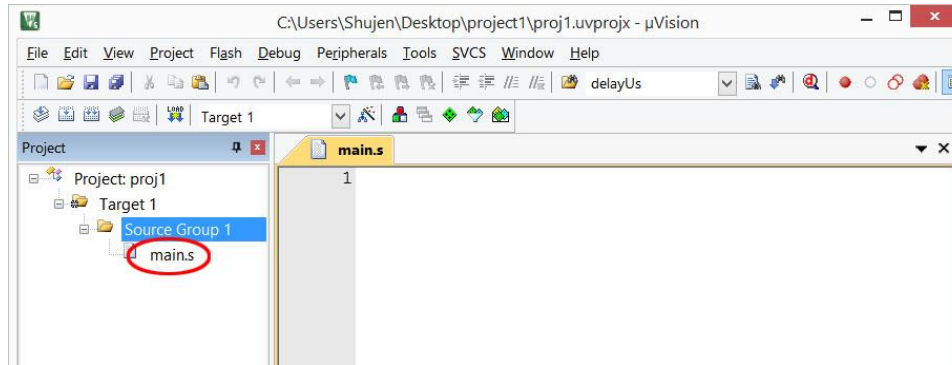 C:\Users\Shujen\Desktop\project1\proj1.uvprojx - µVision
File Edit View Project Flash Debug Peripherals Tools SVCS Window Help
delayUs
LOAD Target 1
Project main.s
1
Project: proj1
Target 1
Source Group 1
main.s